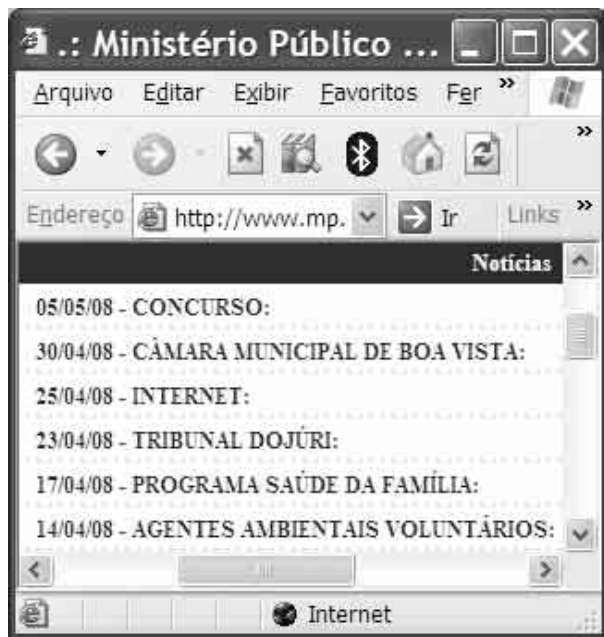 .: Ministério Público ...
Arquivo Editar Exibir Favoritos Fer »
»
Endereço http://www.mp. Ir Links »
Notícias
05/05/08 - CONCURSO:
30/04/08 - CÂMARA MUNICIPAL DE BOA VISTA:
25/04/08 - INTERNET:
23/04/08 - TRIBUNAL DOJÚRI:
17/04/08 - PROGRAMA SAÚDE DA FAMÍLIA:
14/04/08 - AGENTES AMBIENTAIS VOLUNTÁRIOS:
Internet